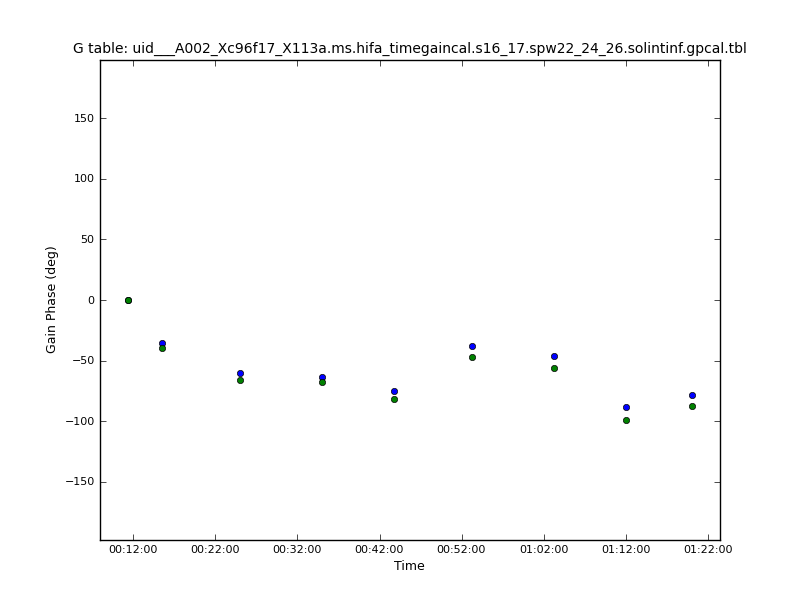 G table: uid___A002_Xc96f17_X113a.ms.hifa_timegaincal.s16_17.spw22_24_26.solintinf.gpcal.tbl
150
100
50
0
−50
−100
−150
Gain Phase (deg)
00:12:00 00:22:00 00:32:00 00:42:00 00:52:00 01:02:00 01:12:00 01:22:00
Time